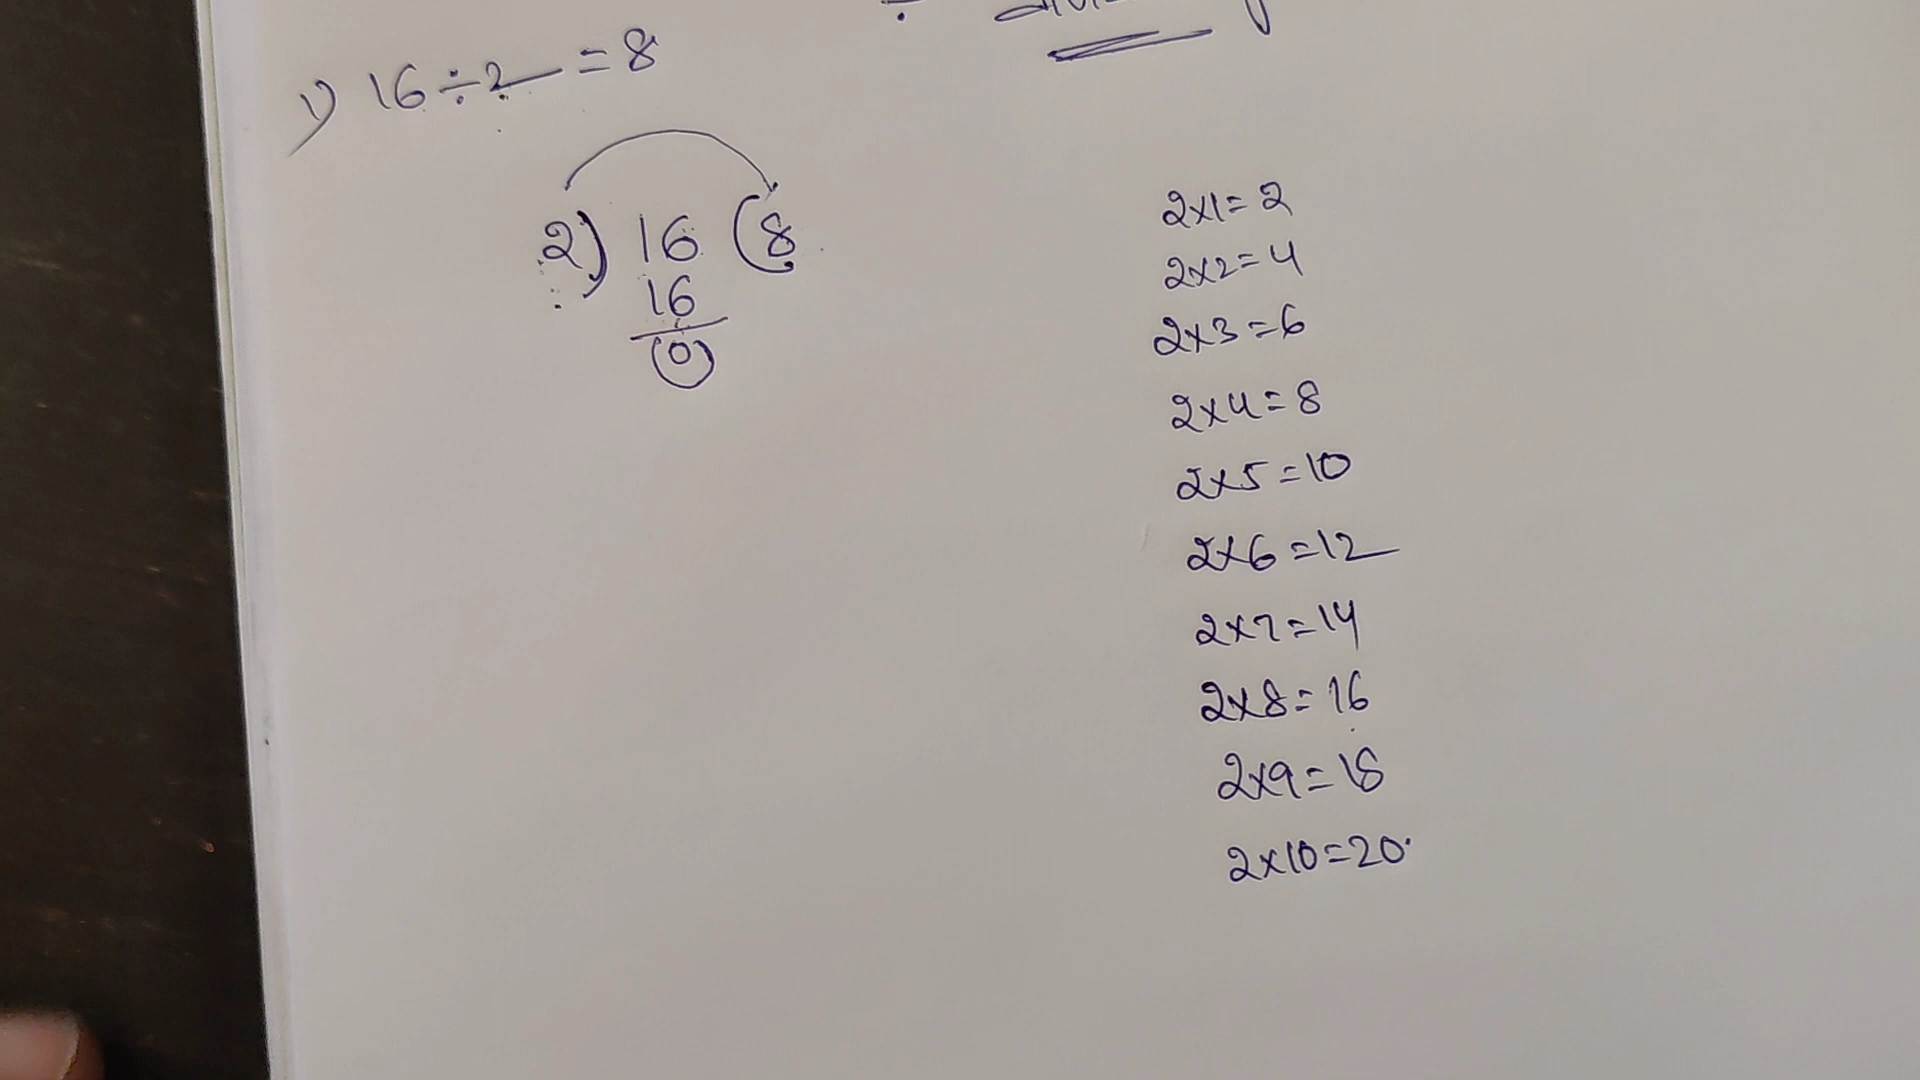 ÷
1) 16÷2=8
2) 16 (8
16
(0)
2x1=2
2x2=4
2x3=6
2x4=8
2x5=10
2x6=12
2x7=14
2x8=16
2x9=18
2x10=20